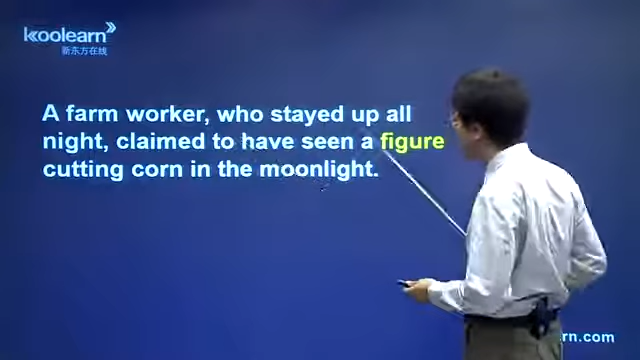 koolearn
新东方在线
A farm worker, who stayed up all
night, claimed to have seen a figure
cutting corn in the moonlight.
rn.com